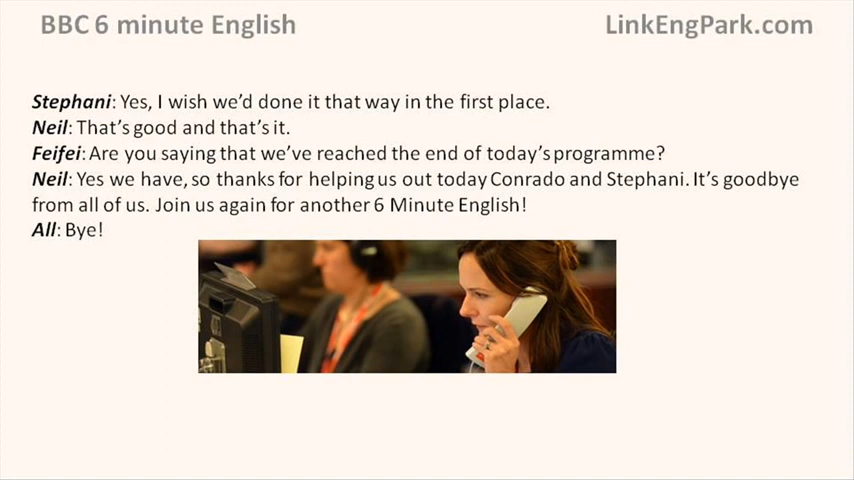 BBC 6 minute English
LinkEngPark.com
Stephani: Yes, I wish we’d done it that way in the first place.
Neil: That’s good and that’s it.
Feifei: Are you saying that we’ve reached the end of today’s programme?
Neil: Yes we have, so thanks for helping us out today Conrado and Stephani. It’s goodbye
from all of us. Join us again for another 6 Minute English!
All: Bye!